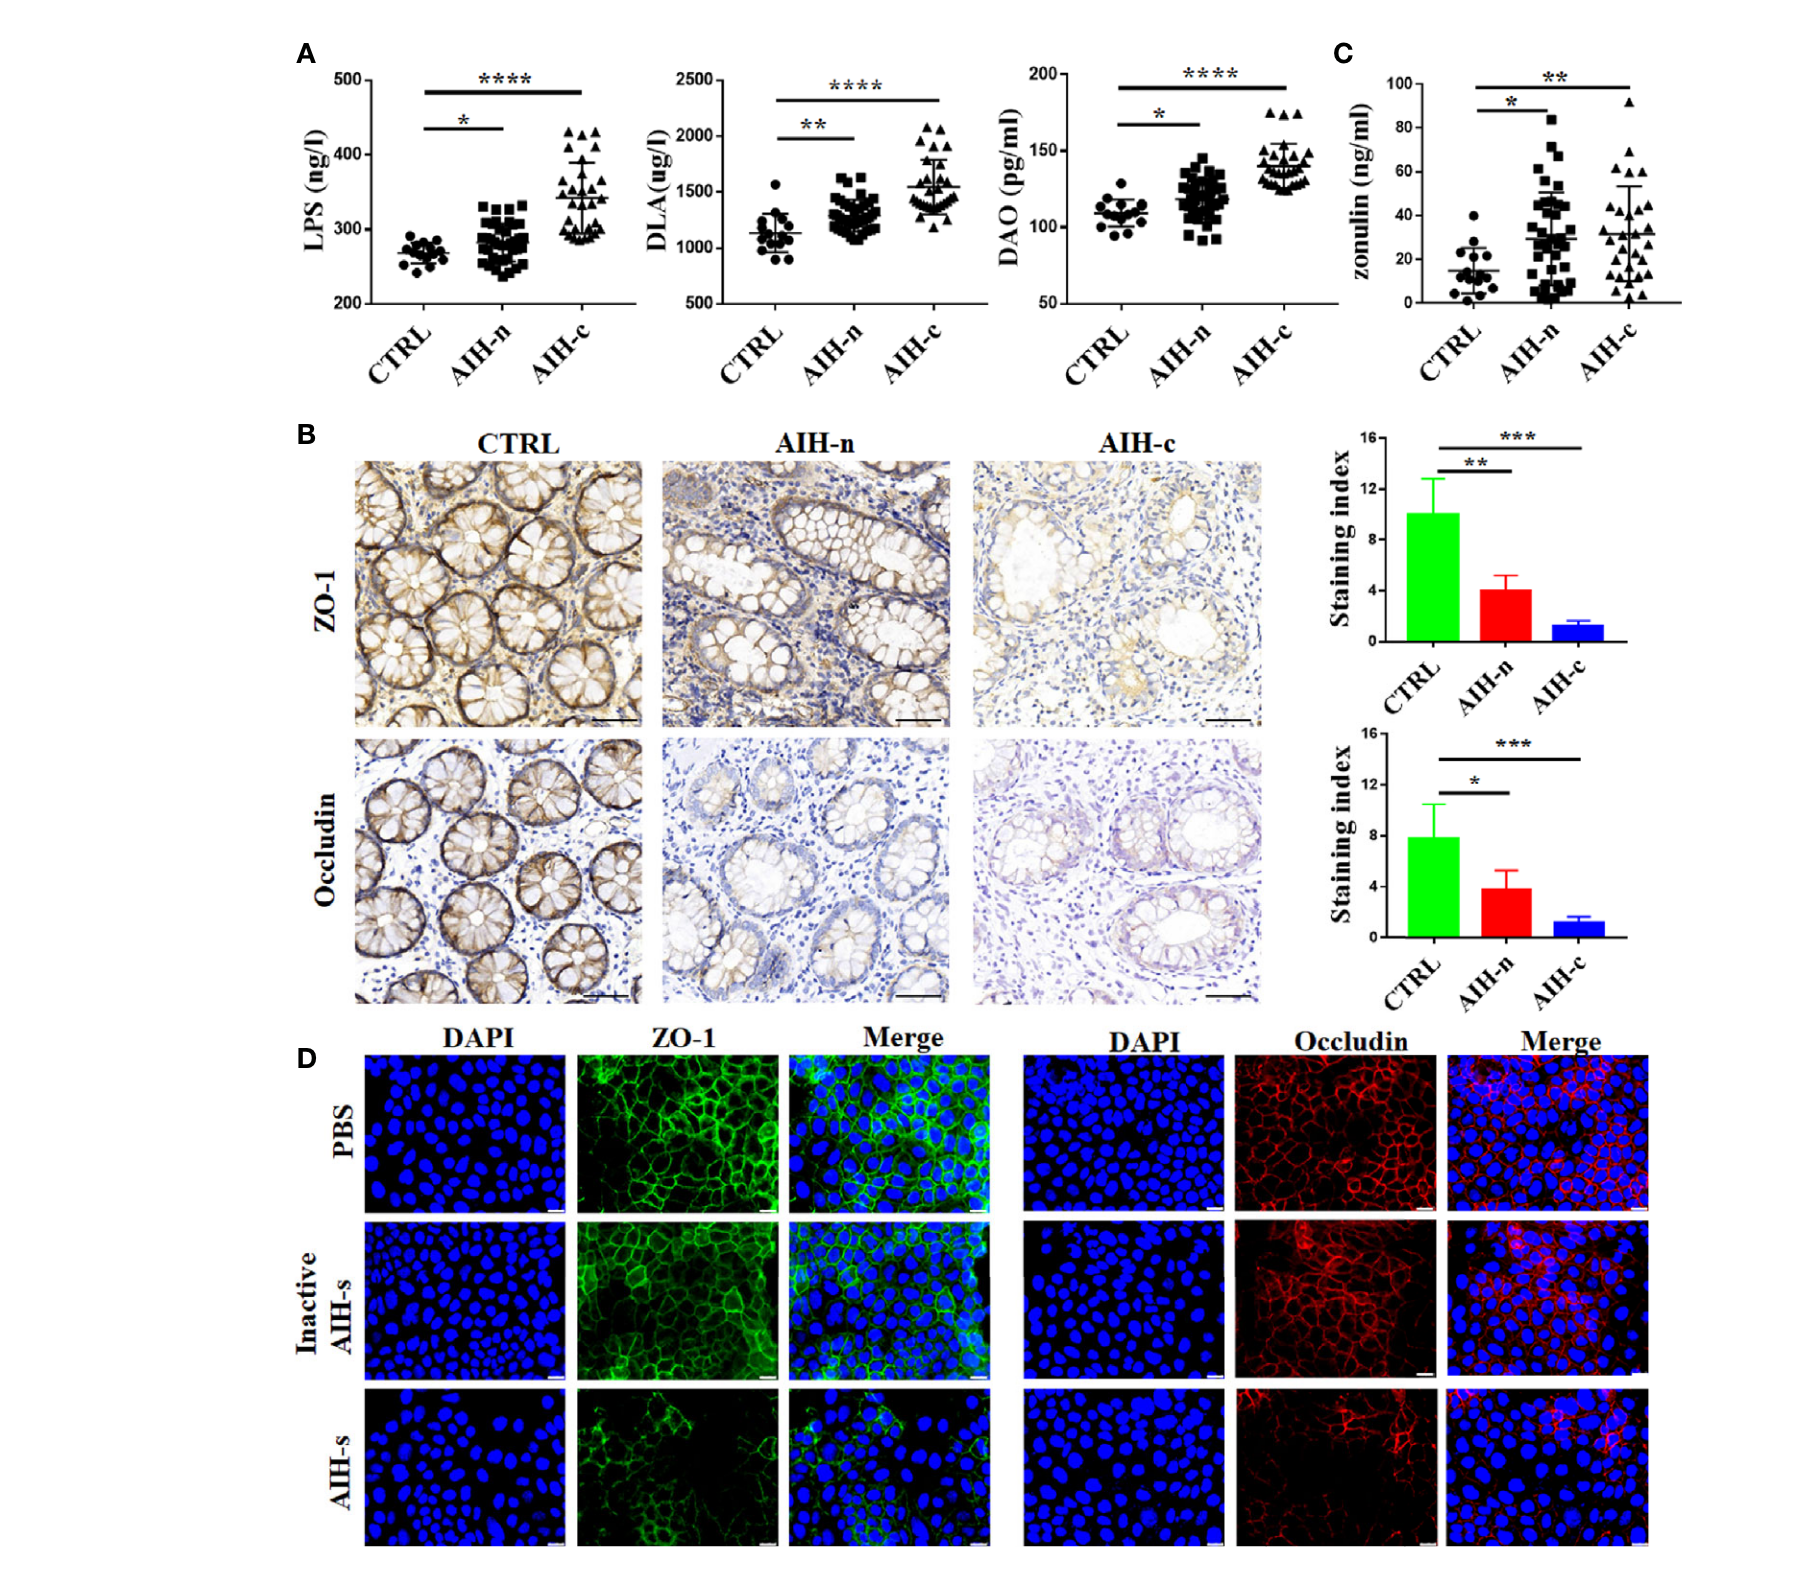 A
C
500
400
300
200
LPS (ng/l)
****
*
CTRL
AIH-n
AIH-c
2500
2000
1500
1000
500
DLA(ug/l)
****
**
CTRL
AIH-n
AIH-c
200
150
100
50
DAO (pg/ml)
****
*
CTRL
AIH-n
AIH-c
100
80
60
40
20
0
zonulin (ng/ml)
**
*
CTRL
AIH-n
AIH-c
B
CTRL
AIH-n
AIH-c
ZO-1
Occludin
16
12
8
4
0
Staining index
***
**
CTRL
AIH-n
AIH-c
16
12
8
4
0
Staining index
***
*
CTRL
AIH-n
AIH-c
D
DAPI
ZO-1
Merge
DAPI
Occludin
Merge
PBS
Inactive
AIH-s
AIH-s